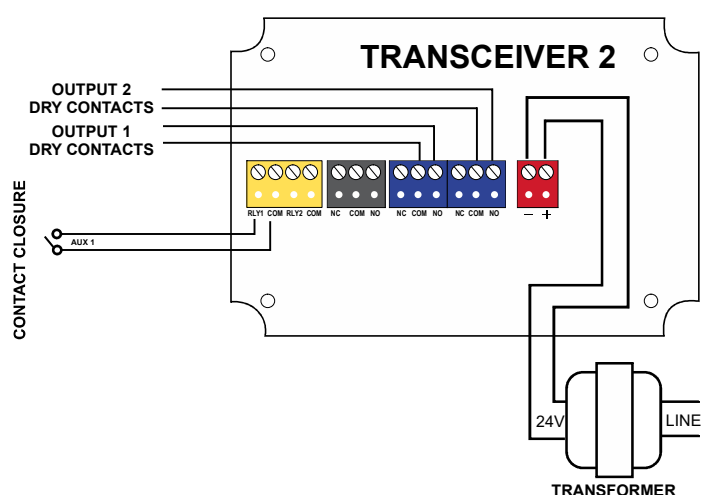 TRANSCEIVER 2
OUTPUT 2
DRY CONTACTS
OUTPUT 1
DRY CONTACTS
RLY1 COM RLY2 COM NC COM NO NC COM NO NC COM NO − +
CONTACT CLOSURE
AUX 1
24V
LINE
TRANSFORMER